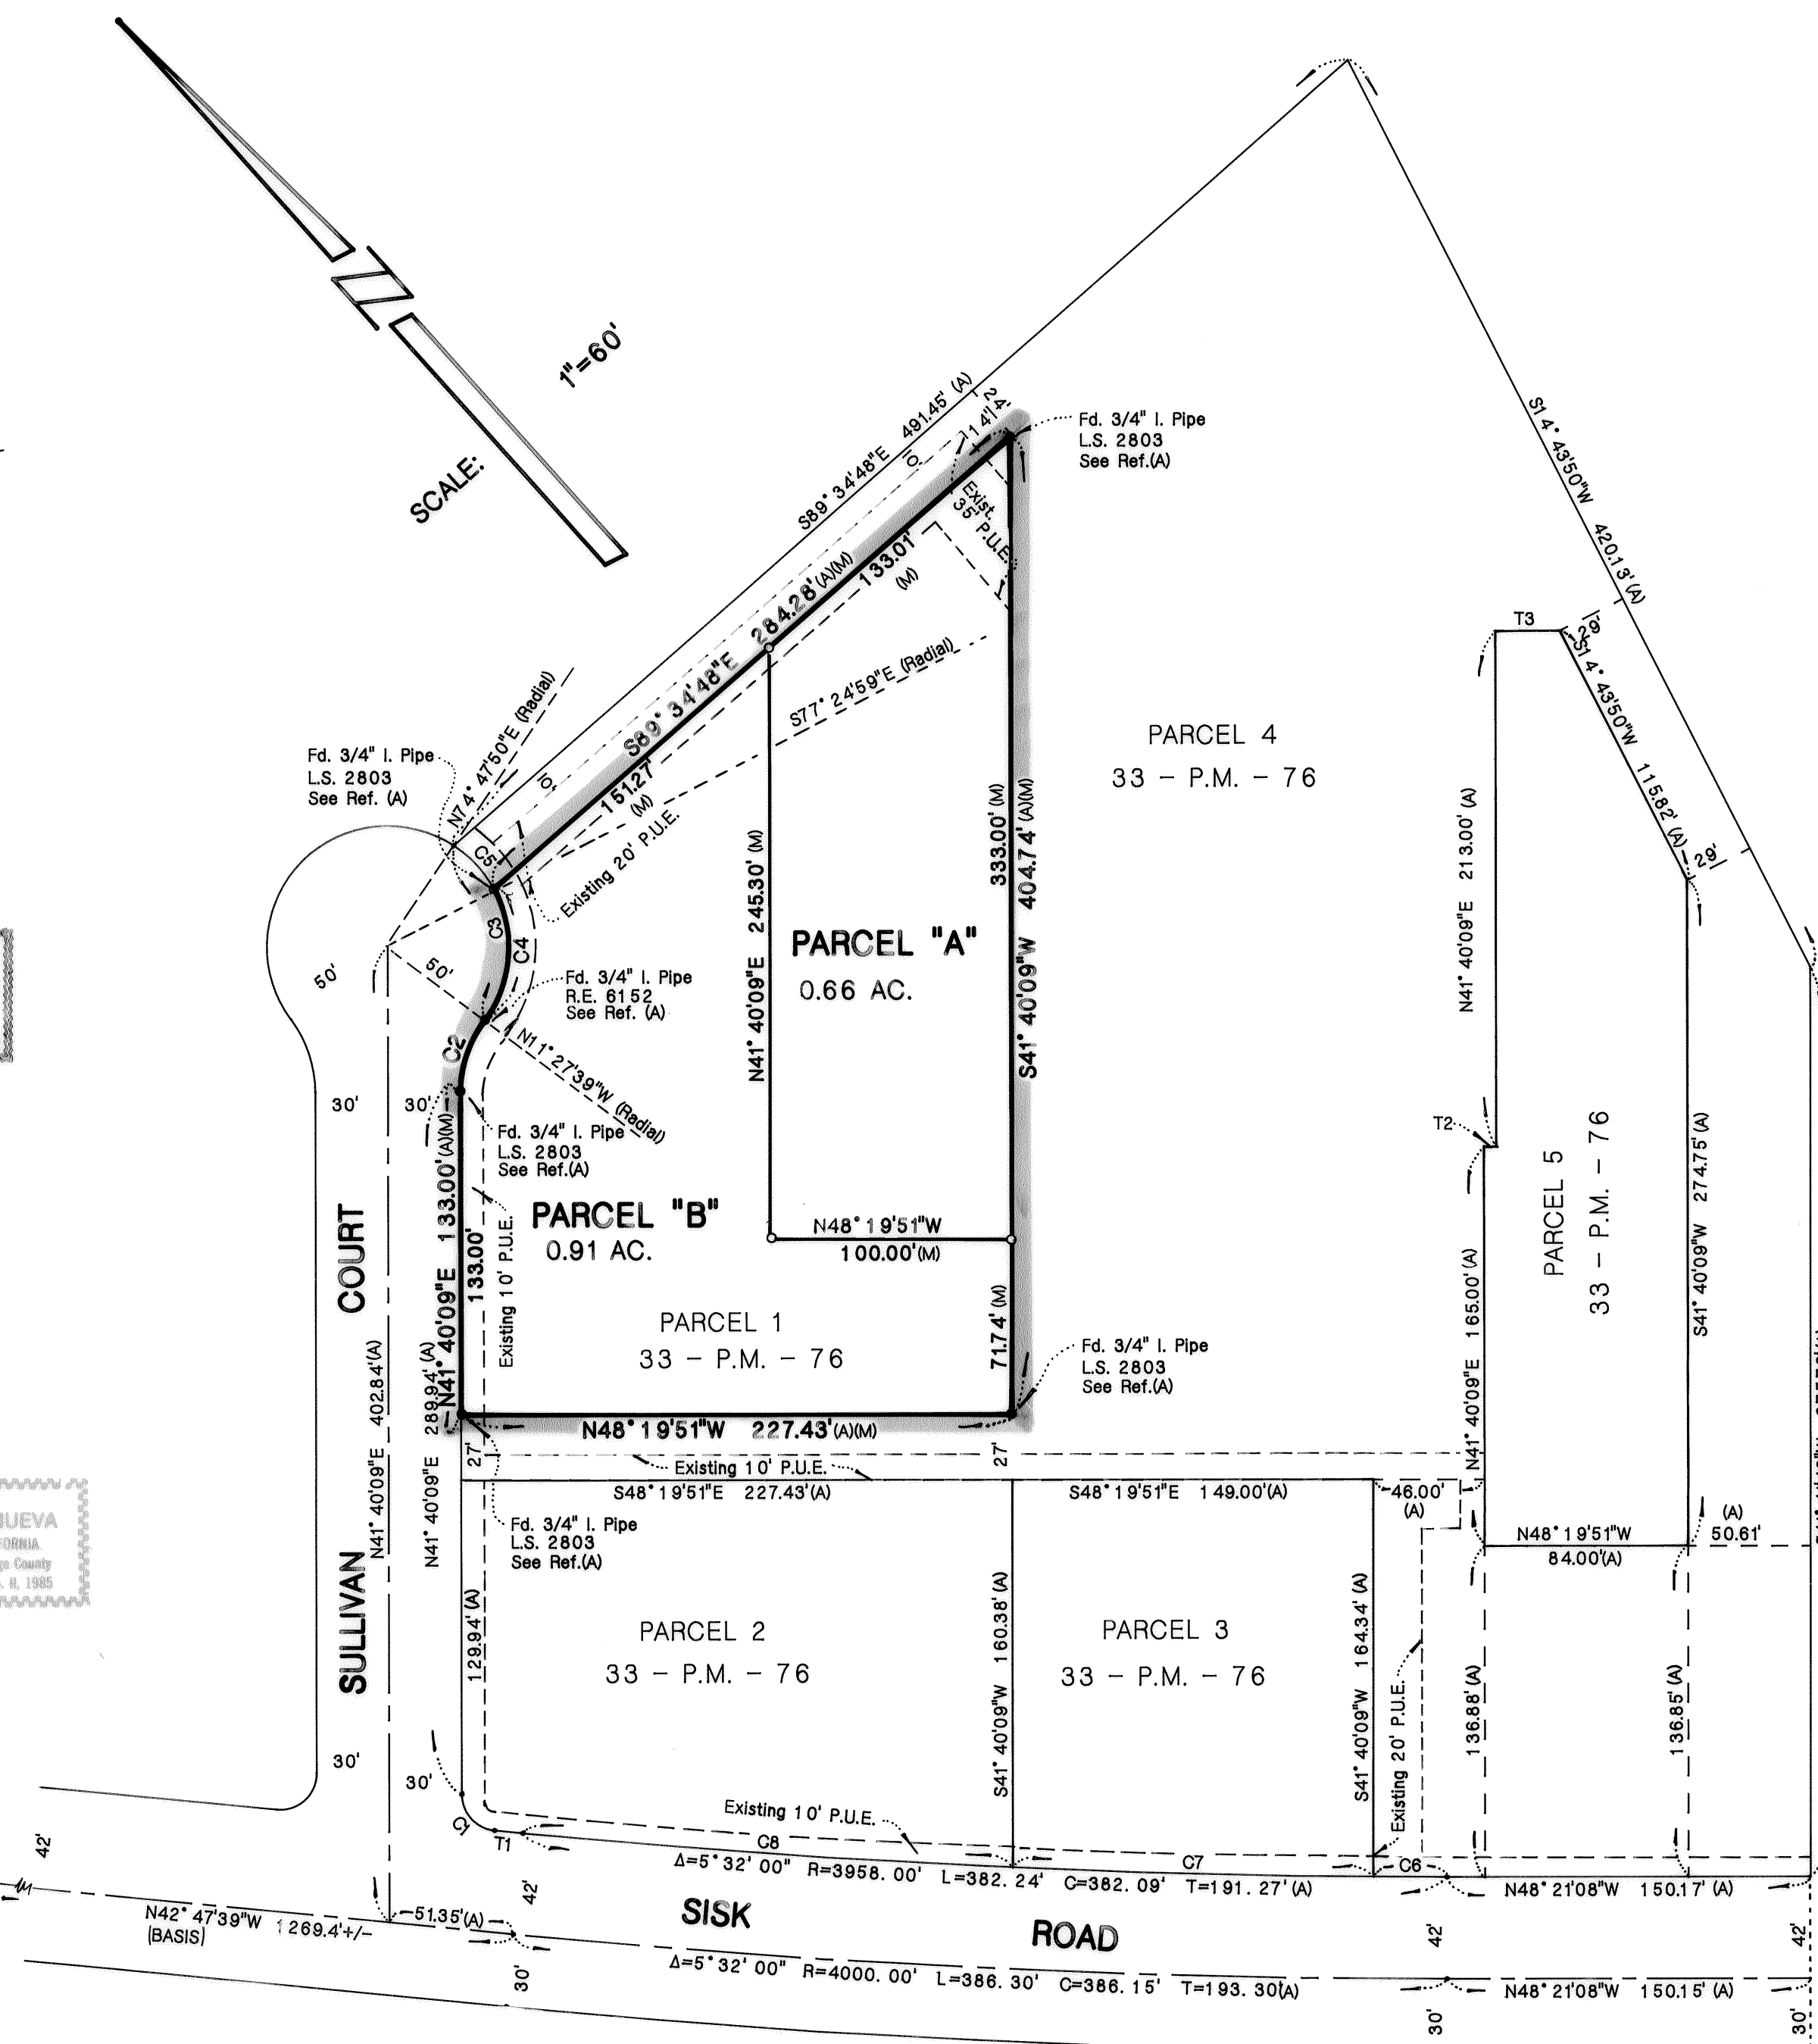 1"=60'
SCALE:
S89° 34'48"E 491.45' (A)
24'
14'
10'
Fd. 3/4" I. Pipe
L.S. 2803
See Ref.(A)
Exist.
35' P.U.E.
S89° 34'48"E 284.28' (A)(M)
133.01'
(M)
151.27'
(M)
10'
S77° 24'59"E (Radial)
N74° 47'50"E (Radial)
Fd. 3/4" I. Pipe
L.S. 2803
See Ref. (A)
Existing 20' P.U.E.
C5
C3
C4
C2
50'
50'
Fd. 3/4" I. Pipe
R.E. 6152
See Ref. (A)
N11° 27'39"W (Radial)
30'
30'
Fd. 3/4" I. Pipe
L.S. 2803
See Ref.(A)
N41° 40'09"E 245.30' (M)
PARCEL "A"
0.66 AC.
333.00' (M)
S41° 40'09"W 404.74' (A)(M)
PARCEL 4
33 - P.M. - 76
S14° 43'50"W 420.13' (A)
T3
29'
S14° 43'50"W 115.82' (A)
29'
N41° 40'09"E 213.00' (A)
T2
PARCEL 5
33 - P.M. - 76
S41° 40'09"W 274.75' (A)
N41° 40'09"E 165.00' (A)
N41° 40'09"E 133.00' (A)(M)
133.00'
Existing 10' P.U.E.
PARCEL "B"
0.91 AC.
N48° 19'51"W
100.00' (M)
71.74' (M)
PARCEL 1
33 - P.M. - 76
Fd. 3/4" I. Pipe
L.S. 2803
See Ref.(A)
N48° 19'51"W 227.43' (A)(M)
SULLIVAN COURT
N41° 40'09"E 402.84' (A)
N41° 40'09"E 289.94' (A)
27'
27'
Existing 10' P.U.E.
S48° 19'51"E 227.43' (A)
S48° 19'51"E 149.00' (A)
46.00'
(A)
Fd. 3/4" I. Pipe
L.S. 2803
See Ref.(A)
N48° 19'51"W
84.00' (A)
(A)
50.61'
129.94' (A)
PARCEL 2
33 - P.M. - 76
S41° 40'09"W 160.38' (A)
PARCEL 3
33 - P.M. - 76
S41° 40'09"W 164.34' (A)
Existing 20' P.U.E.
136.88' (A)
136.85' (A)
30'
30'
C1
T1
Existing 10' P.U.E.
C8
C7
C6
Δ=5° 32' 00" R=3958.00' L=382.24' C=382.09' T=191.27' (A)
N48° 21'08"W 150.17' (A)
42'
42'
42'
42'
N42° 47'39"W 1269.4+/-
(BASIS)
51.35' (A)
SISK ROAD
Δ=5° 32' 00" R=4000.00' L=386.30' C=386.15' T=193.30' (A)
N48° 21'08"W 150.15' (A)
30'
30'
30'